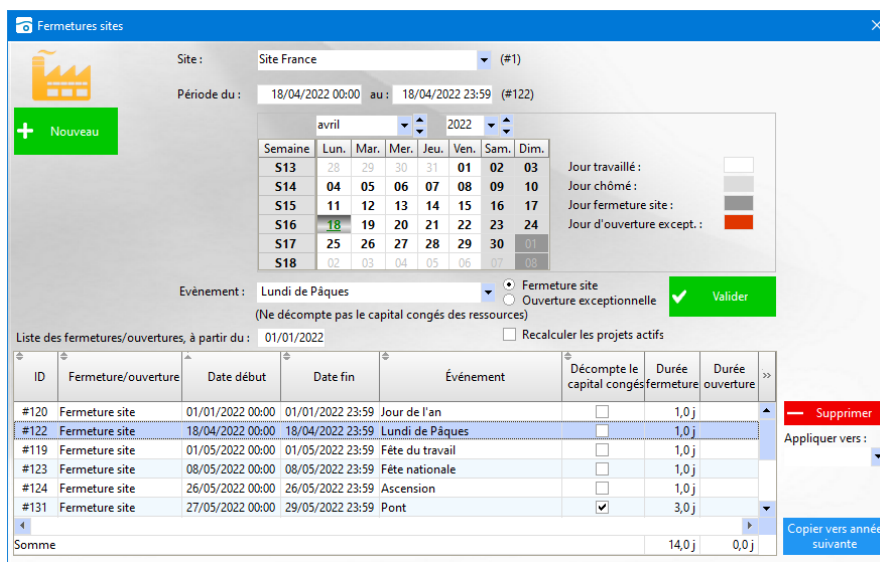 Fermetures sites
Site : Site France (#1)
Période du : 18/04/2022 00:00 au : 18/04/2022 23:59 (#122)
Nouveau
avril 2022
Semaine Lun. Mar. Mer. Jeu. Ven. Sam. Dim.
S13 28 29 30 31 01 02 03
Jour travaillé :
S14 04 05 06 07 08 09 10
Jour chômé :
S15 11 12 13 14 15 16 17
Jour fermeture site :
S16 18 19 20 21 22 23 24
Jour d'ouverture except. :
S17 25 26 27 28 29 30 01
S18 02 03 04 05 06 07 08
Evènement : Lundi de Pâques
Fermeture site
Ouverture exceptionnelle
Valider
(Ne décompte pas le capital congés des ressources)
Liste des fermetures/ouvertures, à partir du : 01/01/2022
Recalculer les projets actifs
ID Fermeture/ouverture Date début Date fin Événement Décompte le capital congés Durée fermeture Durée ouverture >>
#120 Fermeture site 01/01/2022 00:00 01/01/2022 23:59 Jour de l'an 1,0 j
#122 Fermeture site 18/04/2022 00:00 18/04/2022 23:59 Lundi de Pâques 1,0 j
#119 Fermeture site 01/05/2022 00:00 01/05/2022 23:59 Fête du travail 1,0 j
#123 Fermeture site 08/05/2022 00:00 08/05/2022 23:59 Fête nationale 1,0 j
#124 Fermeture site 26/05/2022 00:00 26/05/2022 23:59 Ascension 1,0 j
#131 Fermeture site 27/05/2022 00:00 29/05/2022 23:59 Pont 3,0 j
Somme 14,0 j 0,0 j
Supprimer
Appliquer vers :
Copier vers année
suivante